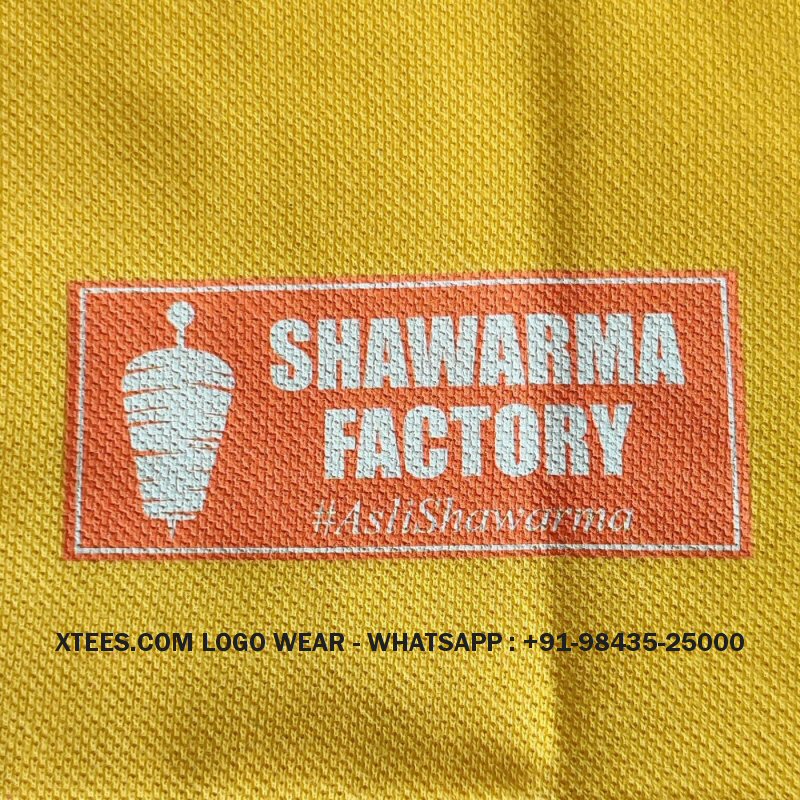 SHAWARMA
FACTORY
#AsliShawarma
XTEES.COM LOGO WEAR - WHATSAPP : +91-98435-25000